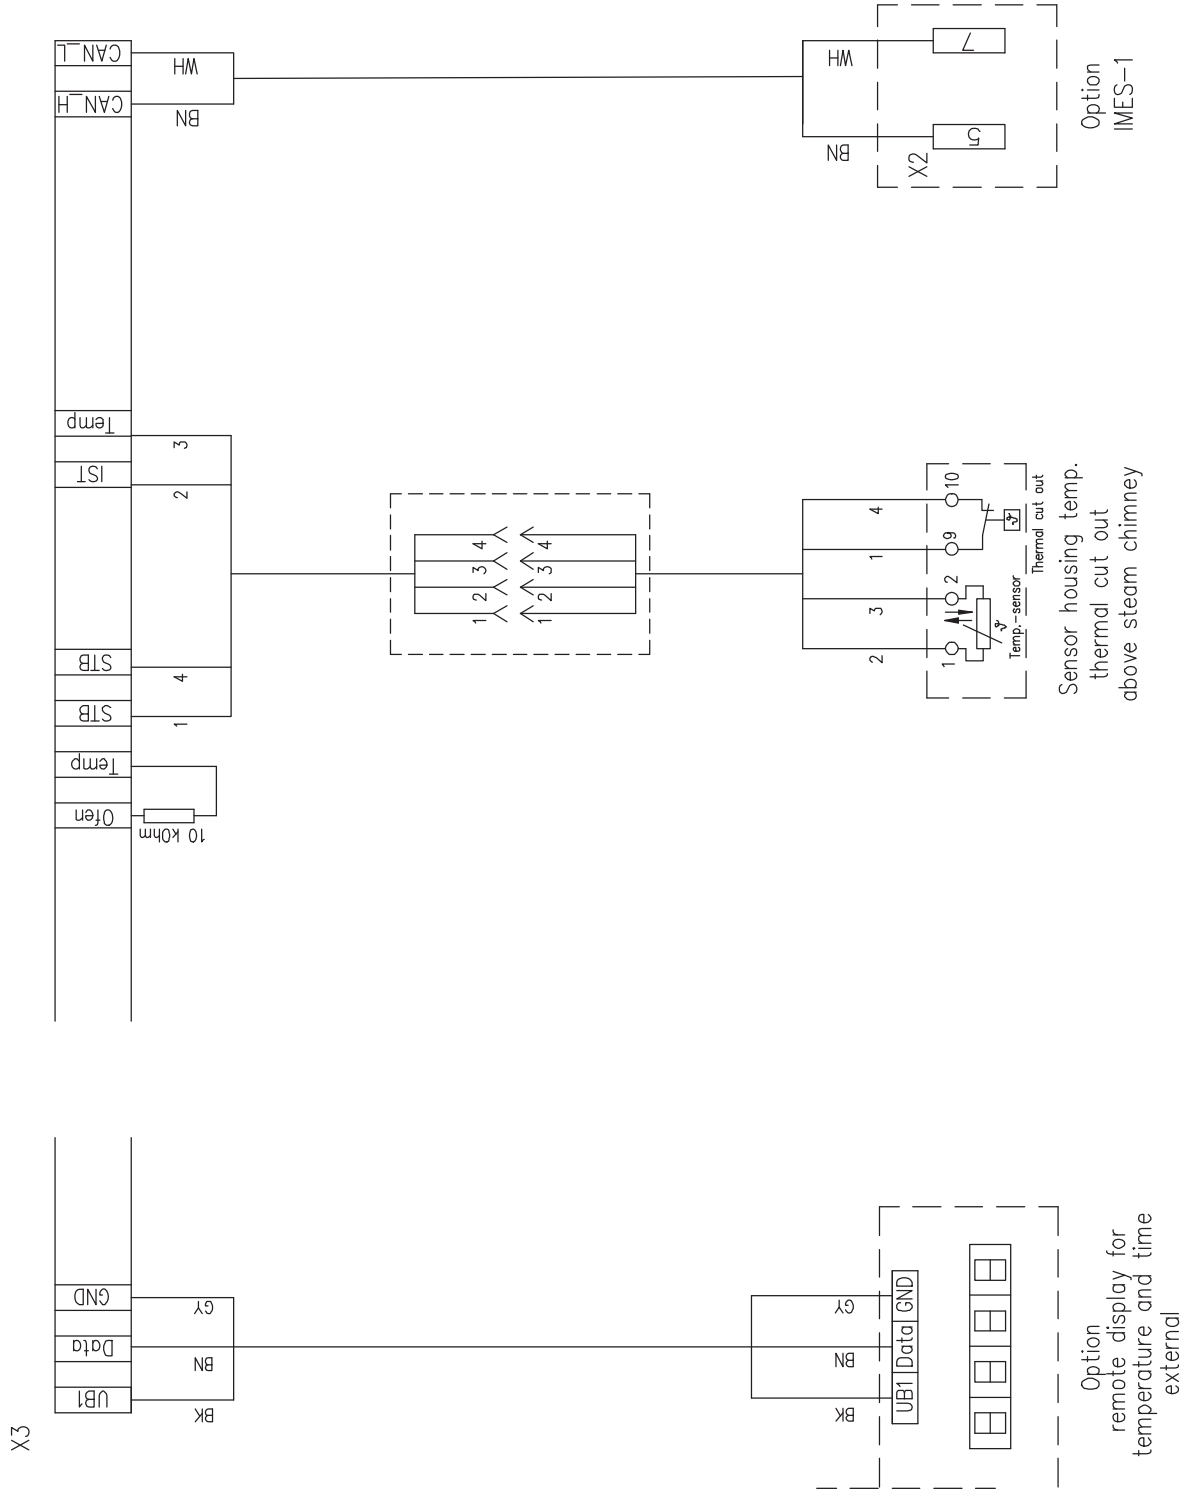 X3
UB1
Data
GND
BK
BN
GY
BK
BN
GY
UB1
Data
GND
Option
remote display for
temperature and time
external
Ofen
Temp
10 kOhm
STB
STB
IST
Temp
1
4
2
3
1
2
3
4
1
2
3
4
2
3
1
4
1
2
9
10
ϑ
Temp.-sensor
ϑ
Thermal cut out
Sensor housing temp.
thermal cut out
above steam chimney
CAN_H
CAN_L
BN
WH
BN
WH
X2
5
7
Option
IMES-1